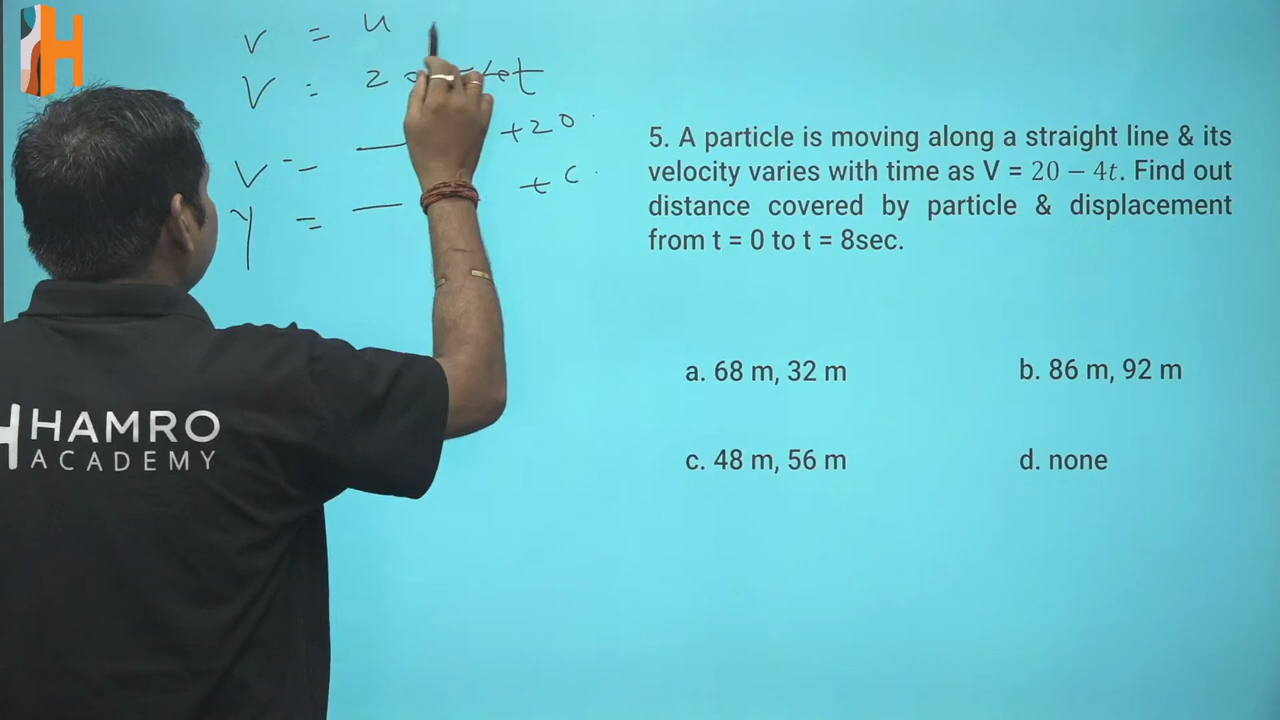 H
v = u
V = 20
t
V = — +20
y = — + c
5. A particle is moving along a straight line & its
velocity varies with time as V = 20 − 4t. Find out
distance covered by particle & displacement
from t = 0 to t = 8sec.
a. 68 m, 32 m
b. 86 m, 92 m
c. 48 m, 56 m
d. none
HAMRO
ACADEMY